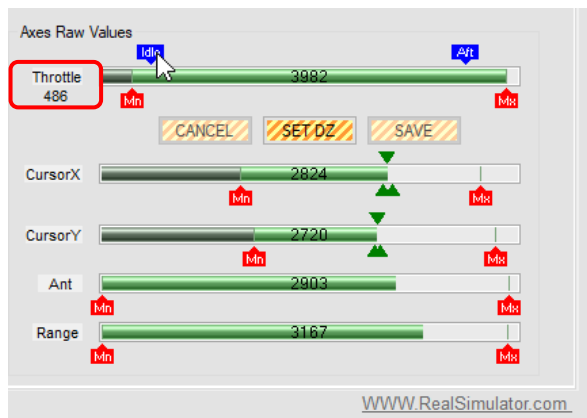 Axes Raw Values
Idle Aft
Throttle 3982
486
Mn Mx
CANCEL SET DZ SAVE
CursorX 2824
Mn Mx
CursorY 2720
Mn Mx
Ant 2903
Mn Mx
Range 3167
Mn Mx
WWW.RealSimulator.com